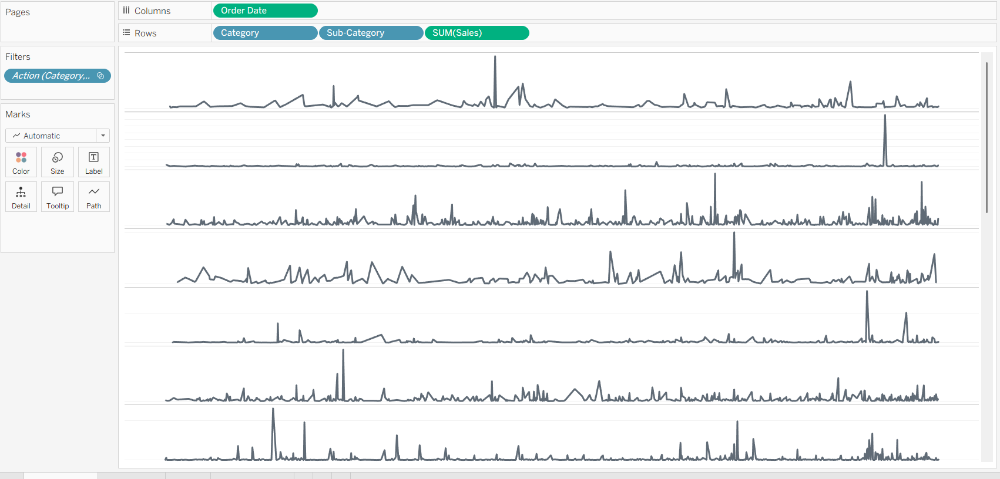 Pages
Columns
Order Date
Rows
Category
Sub-Category
SUM(Sales)
Filters
Action (Category,..
Marks
Automatic
Color
Size
Label
Detail
Tooltip
Path